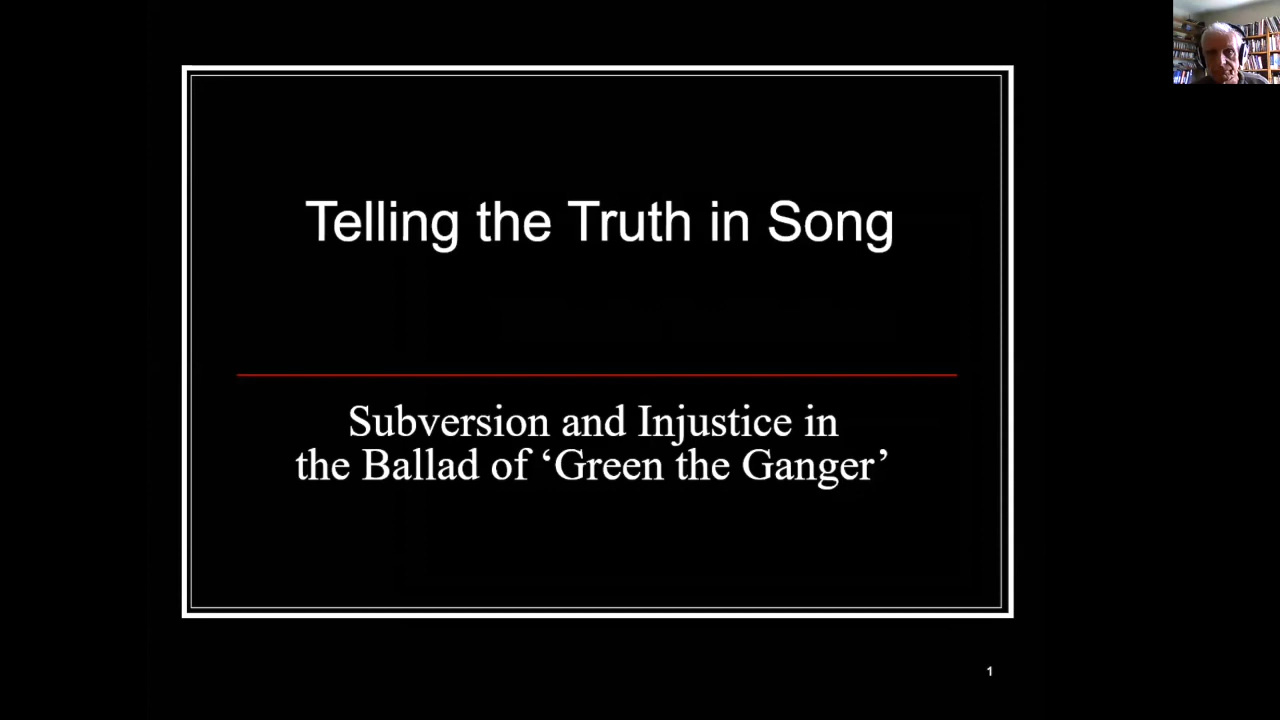 Telling the Truth in Song
Subversion and Injustice in
the Ballad of ‘Green the Ganger’
1